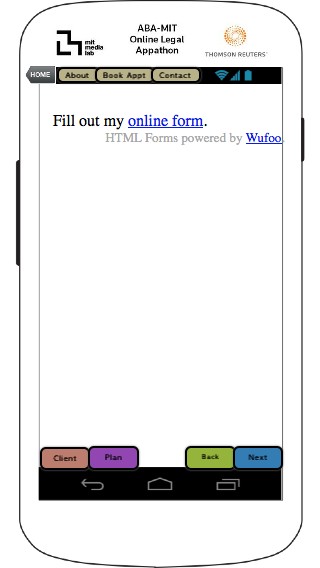 mit
media
lab
ABA-MIT
Online Legal
Appathon
THOMSON REUTERS
HOME
About
Book Appt
Contact
Fill out my online form.
HTML Forms powered by Wufoo.
Client
Plan
Back
Next